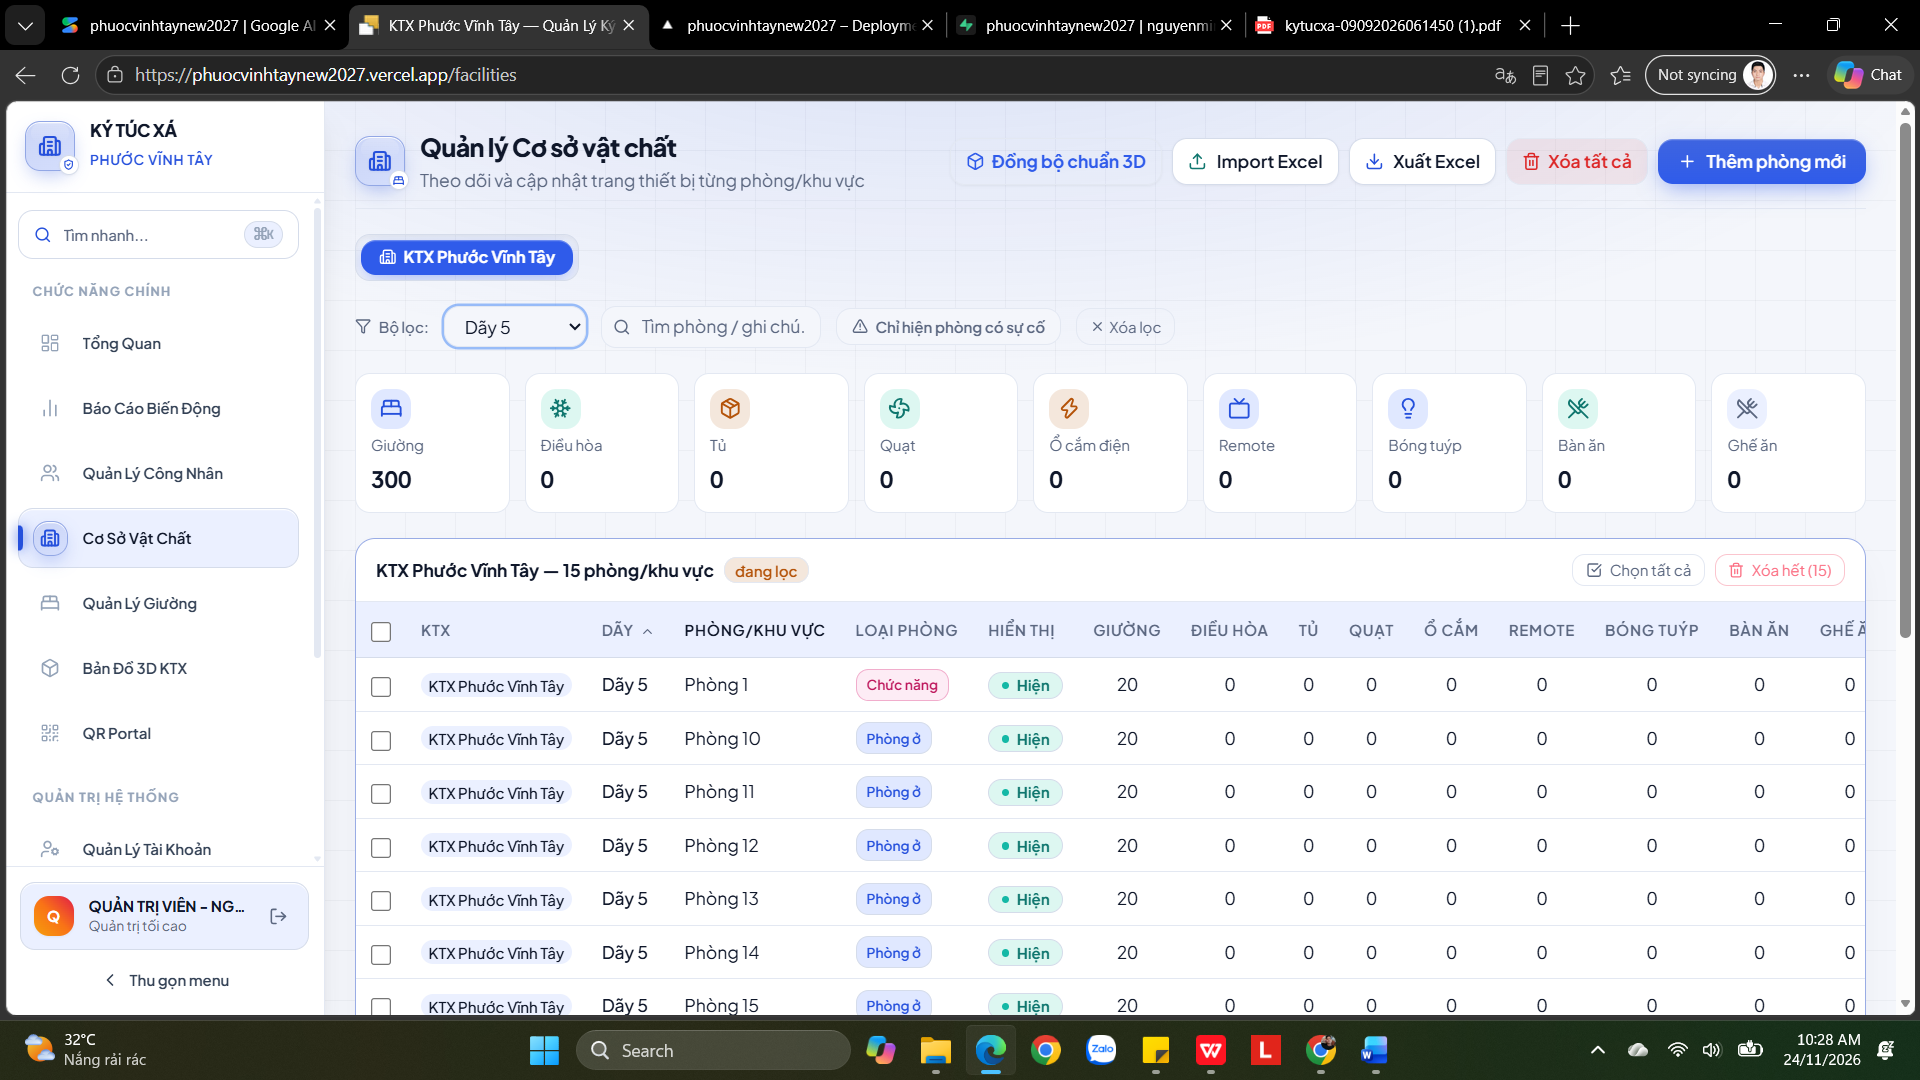 phuocvinhtaynew2027 | Google AI
KTX Phước Vĩnh Tây — Quản Lý Ký
phuocvinhtaynew2027 – Deployme
phuocvinhtaynew2027 | nguyenmi
kytucxa-09092026061450 (1).pdf
https://phuocvinhtaynew2027.vercel.app/facilities
Not syncing
Chat
KÝ TÚC XÁ
PHƯỚC VĨNH TÂY
Tìm nhanh...
⌘K
CHỨC NĂNG CHÍNH
Tổng Quan
Báo Cáo Biến Động
Quản Lý Công Nhân
Cơ Sở Vật Chất
Quản Lý Giường
Bản Đồ 3D KTX
QR Portal
QUẢN TRỊ HỆ THỐNG
Quản Lý Tài Khoản
Q
QUẢN TRỊ VIÊN - NG...
Quản trị tối cao
Thu gọn menu
Quản lý Cơ sở vật chất
Theo dõi và cập nhật trang thiết bị từng phòng/khu vực
Đồng bộ chuẩn 3D
Import Excel
Xuất Excel
Xóa tất cả
+ Thêm phòng mới
KTX Phước Vĩnh Tây
Bộ lọc:
Dãy 5
Tìm phòng / ghi chú.
Chỉ hiện phòng có sự cố
Xóa lọc
Giường
300
Điều hòa
0
Tủ
0
Quạt
0
Ổ cắm điện
0
Remote
0
Bóng tuýp
0
Bàn ăn
0
Ghế ăn
0
KTX Phước Vĩnh Tây — 15 phòng/khu vực
đang lọc
Chọn tất cả
Xóa hết (15)
KTX DÃY PHÒNG/KHU VỰC LOẠI PHÒNG HIỂN THỊ GIƯỜNG ĐIỀU HÒA TỦ QUẠT Ổ CẮM REMOTE BÓNG TUÝP BÀN ĂN GHẾ Ă
KTX Phước Vĩnh Tây Dãy 5 Phòng 1 Chức năng Hiện 20 0 0 0 0 0 0 0 0
KTX Phước Vĩnh Tây Dãy 5 Phòng 10 Phòng ở Hiện 20 0 0 0 0 0 0 0 0
KTX Phước Vĩnh Tây Dãy 5 Phòng 11 Phòng ở Hiện 20 0 0 0 0 0 0 0 0
KTX Phước Vĩnh Tây Dãy 5 Phòng 12 Phòng ở Hiện 20 0 0 0 0 0 0 0 0
KTX Phước Vĩnh Tây Dãy 5 Phòng 13 Phòng ở Hiện 20 0 0 0 0 0 0 0 0
KTX Phước Vĩnh Tây Dãy 5 Phòng 14 Phòng ở Hiện 20 0 0 0 0 0 0 0 0
KTX Phước Vĩnh Tây Dãy 5 Phòng 15 Phòng ở Hiện 20 0 0 0 0 0 0 0 0
32°C
Nắng rải rác
Search
Zalo
10:28 AM
24/11/2026